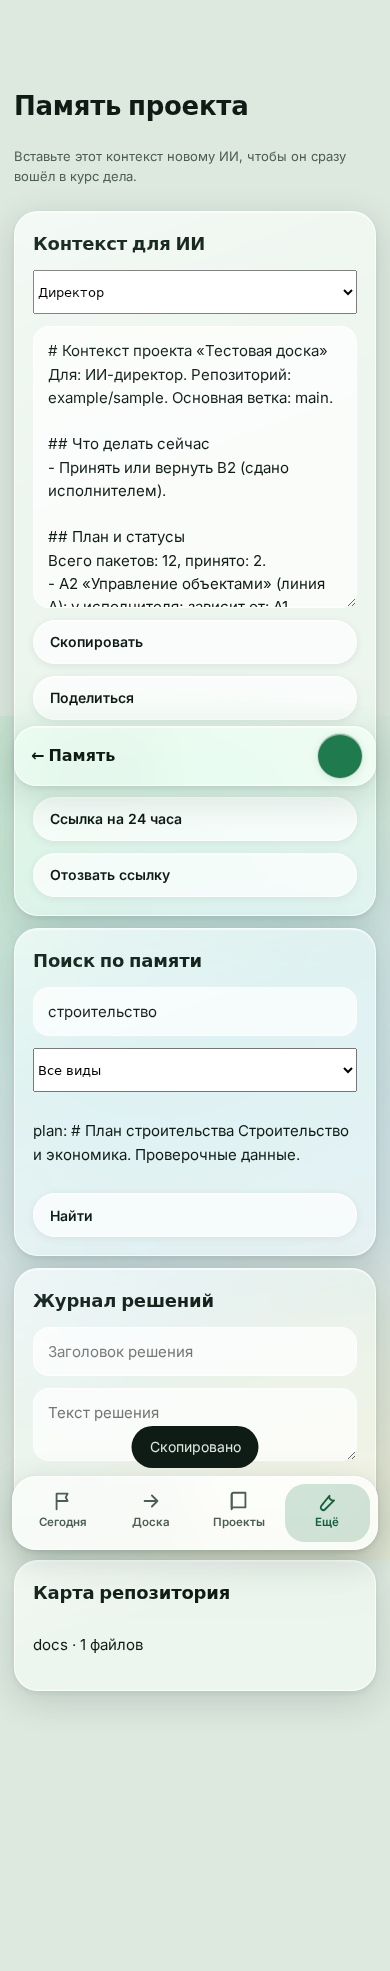 Память проекта
Вставьте этот контекст новому ИИ, чтобы он сразу
вошёл в курс дела.
Контекст для ИИ
Директор
# Контекст проекта «Тестовая доска»
Для: ИИ-директор. Репозиторий:
example/sample. Основная ветка: main.
## Что делать сейчас
- Принять или вернуть B2 (сдано
исполнителем).
## План и статусы
Всего пакетов: 12, принято: 2.
- A2 «Управление объектами» (линия
A): у исполнителя; зависит от: A1
Скопировать
Поделиться
← Память
Ссылка на 24 часа
Отозвать ссылку
Поиск по памяти
строительство
Все виды
plan: # План строительства Строительство
и экономика. Проверочные данные.
Найти
Журнал решений
Заголовок решения
Текст решения
Скопировано
Сегодня
Доска
Проекты
Ещё
Карта репозитория
docs · 1 файлов